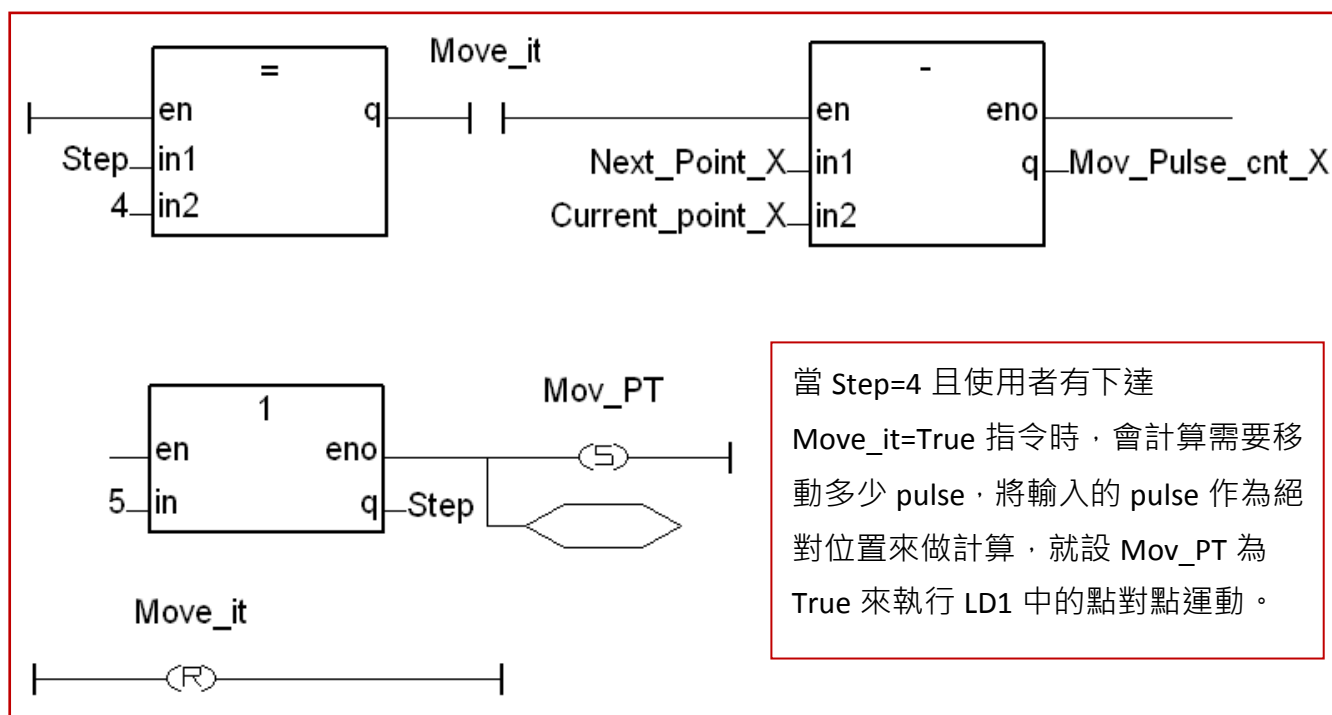 =
Move_it
-
en
q
en
eno
Step
in1
Next_Point_X
in1
q
Mov_Pulse_cnt_X
4
in2
Current_point_X
in2
1
Mov_PT
en
eno
S
5
in
q
Step
Move_it
R
當 Step=4 且使用者有下達
Move_it=True 指令時，會計算需要移
動多少 pulse，將輸入的 pulse 作為絕
對位置來做計算，就設 Mov_PT 為
True 來執行 LD1 中的點對點運動。